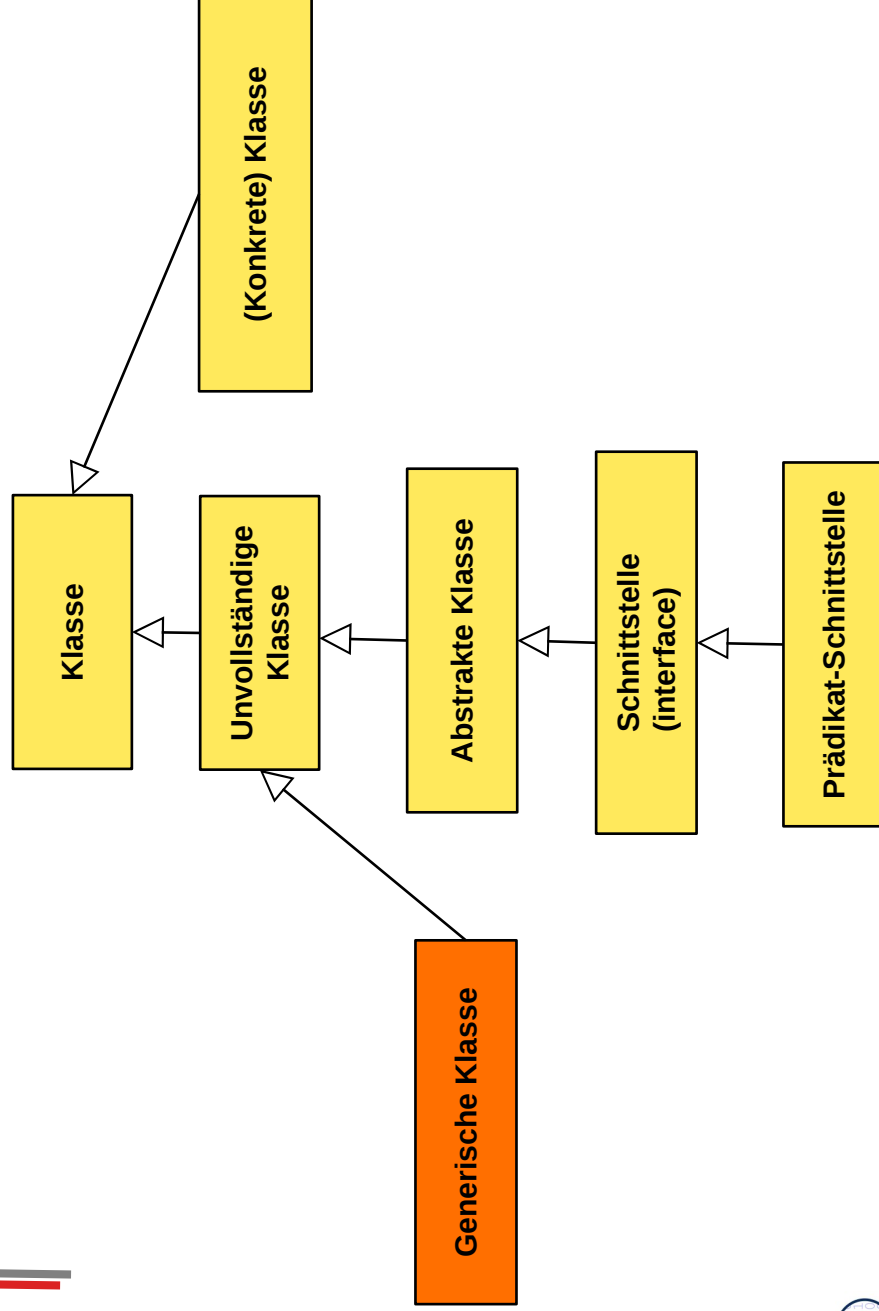 Klasse
(Konkrete) Klasse
Unvollständige
Klasse
Generische Klasse
Abstrakte Klasse
Schnittstelle
(interface)
Prädikat-Schnittstelle